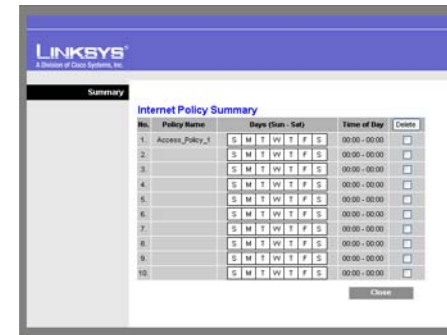 LINKSYS®
A Division of Cisco Systems, Inc.
Summary
Internet Policy Summary
No. Policy Name Days (Sun - Sat) Time of Day Delete
1. Access_Policy_1 S M T W T F S 00:00 - 00:00
2. S M T W T F S 00:00 - 00:00
3. S M T W T F S 00:00 - 00:00
4. S M T W T F S 00:00 - 00:00
5. S M T W T F S 00:00 - 00:00
6. S M T W T F S 00:00 - 00:00
7. S M T W T F S 00:00 - 00:00
8. S M T W T F S 00:00 - 00:00
9. S M T W T F S 00:00 - 00:00
10. S M T W T F S 00:00 - 00:00
Close